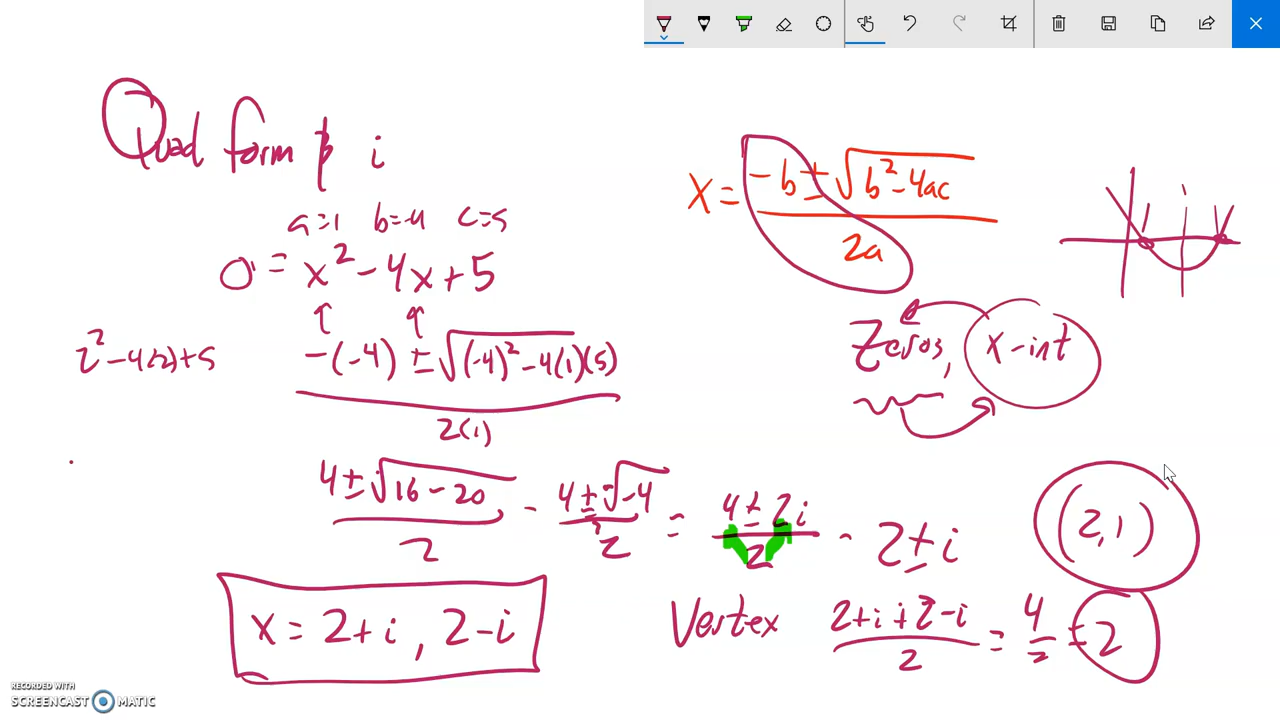 Quad form & i
a=1 b=-4 c=5
0 = x² - 4x + 5
2² - 4(2) + 5
-(-4) ± √(-4)² - 4(1)(5)
2(1)
4 ± √16 - 20
2
= 4 ± √-4
2
= 4 ± 2i
2
= 2 ± i
x = 2+i, 2-i
x = -b ± √b² - 4ac
2a
Zeros, x-int
(2,1)
Vertex 2+i+2-i
2
= 4
2
= 2
RECORDED WITH
SCREENCAST MATIC